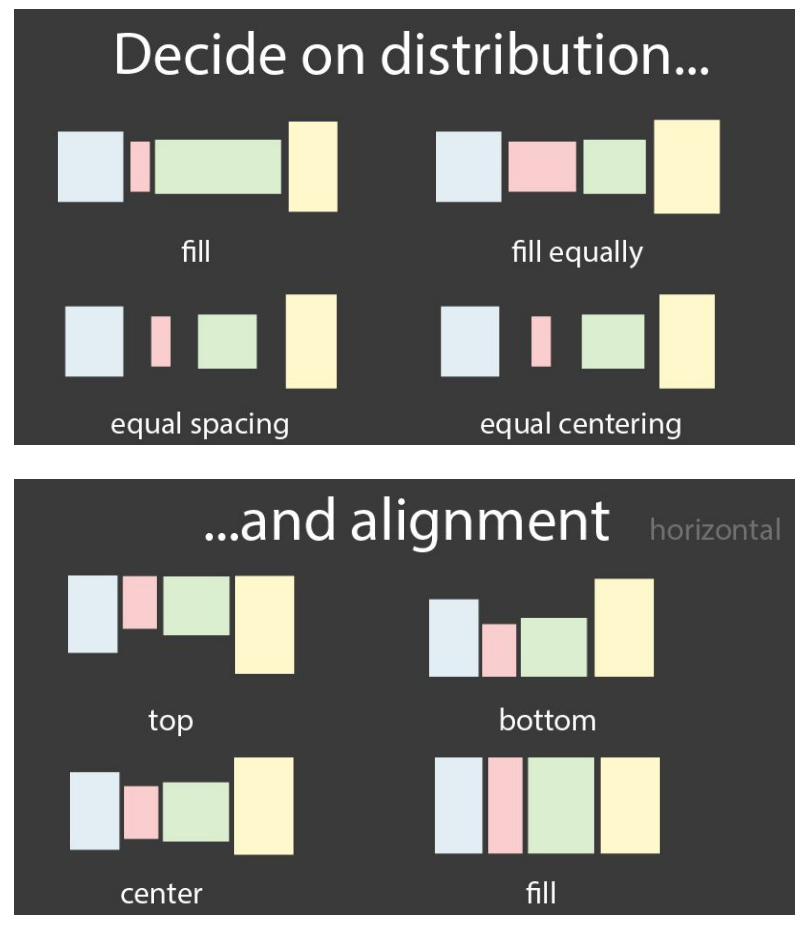 Decide on distribution...
fill
fill equally
equal spacing
equal centering
...and alignment
horizontal
top
bottom
center
fill